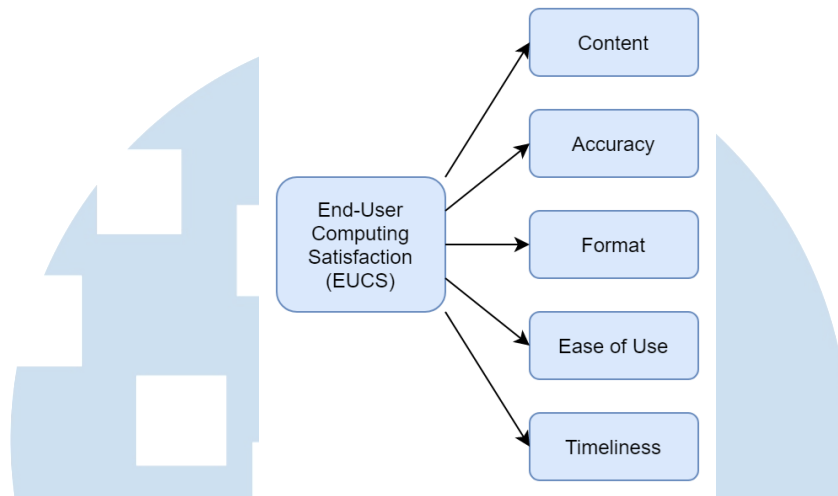 Content
Accuracy
End-User
Computing
Satisfaction
(EUCS)
Format
Ease of Use
Timeliness